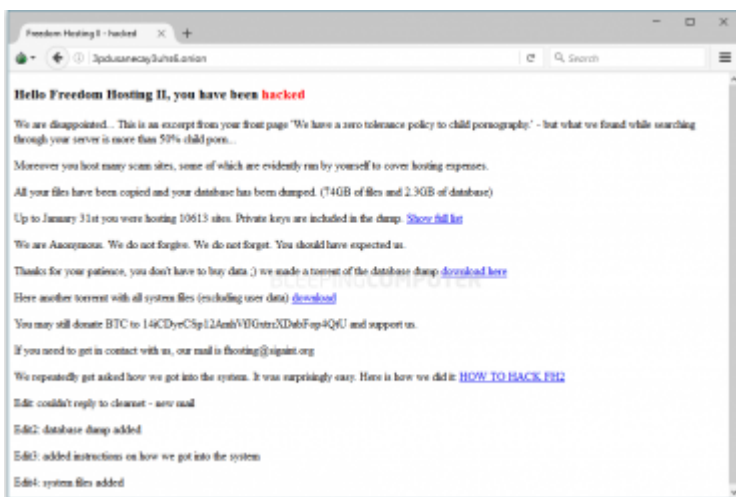 Freedom Hosting II - hacked
Search
Hello Freedom Hosting II, you have been hacked
We are disappointed... This is an excerpt from your front page 'We have a zero tolerance policy to child pornography.' - but what we found while searching
through your server is more than 50% child porn...
Moreover you host many scam sites, some of which are evidently run by yourself to cover hosting expenses.
All your files have been copied and your database has been dumped. (74GB of files and 2.3GB of database)
Up to January 31st you were hosting 10613 sites. Private keys are included in the dump. Show full list
We are Anonymous. We do not forgive. We do not forget. You should have expected us.
Thanks for your patience, you don't have to buy data ;) we made a torrent of the database dump download here
BLEEPINGCOMPUTER
Here another torrent with all system files (excluding user data) download
You may still donate BTC to and support us.
If you need to get in contact with us, our mail is fhosting@sigaint.org
We repeatedly get asked how we got into the system. It was surprisingly easy. Here is how we did it: HOW TO HACK FH2
Edit: couldn't reply to clearnet - new mail
Edit2: database dump added
Edit3: added instructions on how we got into the system
Edit4: system files added